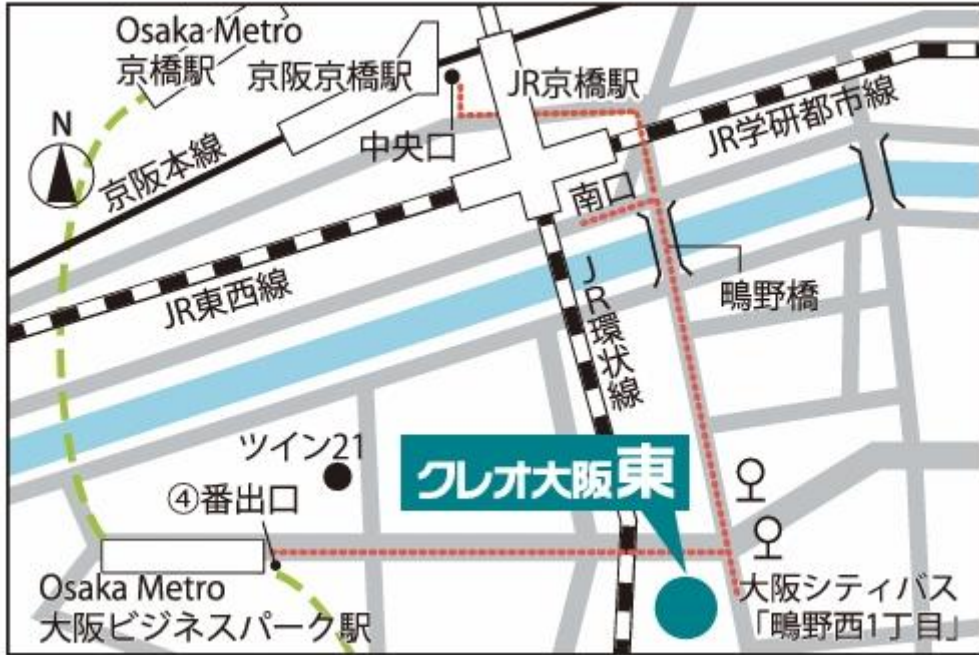 Osaka Metro
京橋駅
京阪京橋駅
JR京橋駅
N
中央口
JR学研都市線
京阪本線
南口
JR東西線
鴫野橋
JR環状線
ツイン21
クレオ大阪東
④番出口
Osaka Metro
大阪ビジネスパーク駅
大阪シティバス
「鴫野西1丁目」